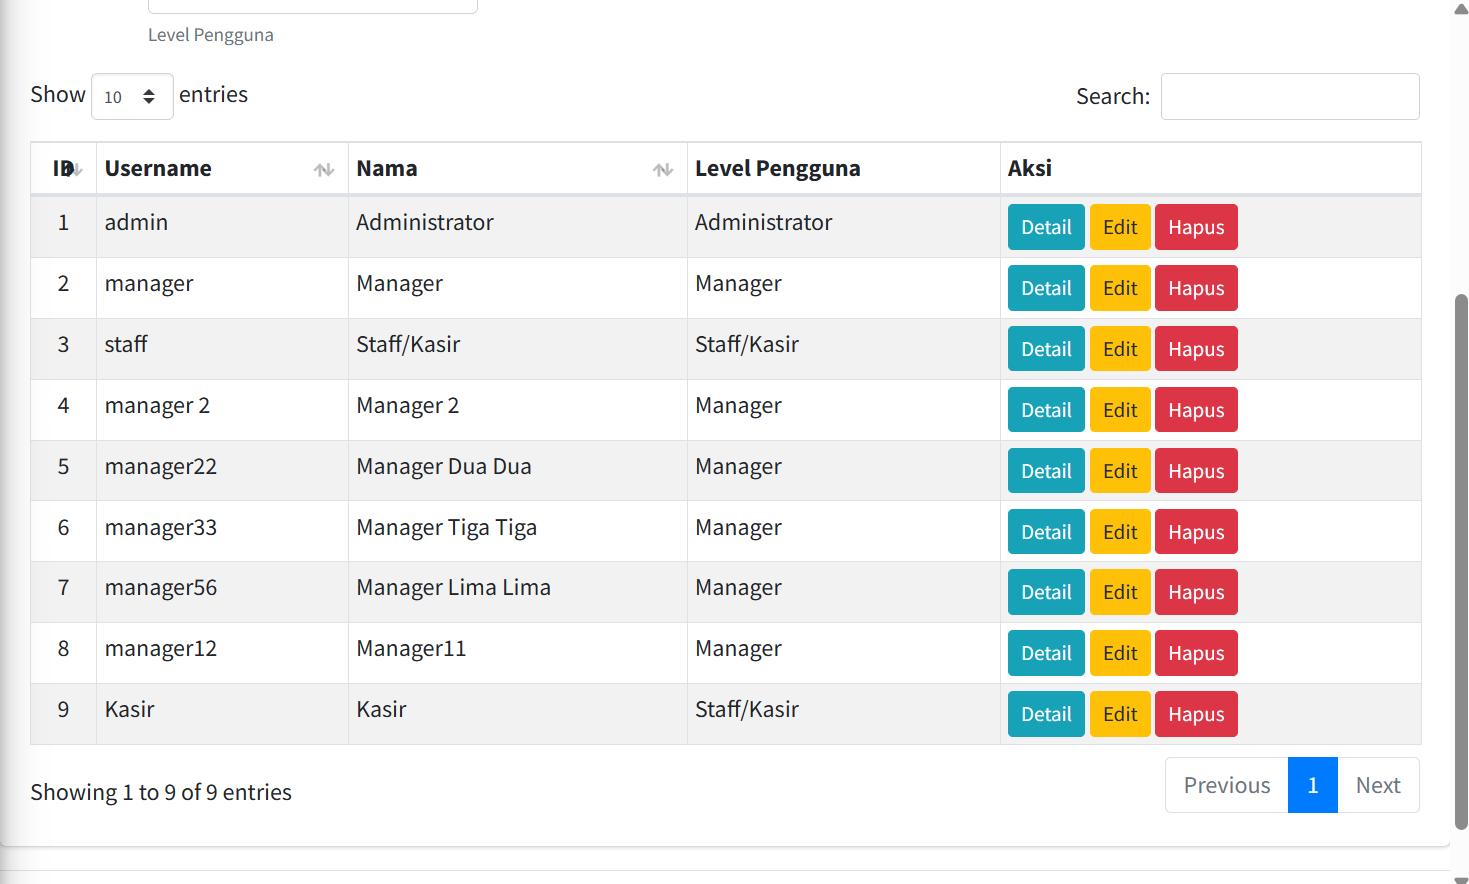 Level Pengguna
Show 10 entries Search:
ID Username Nama Level Pengguna Aksi
1 admin Administrator Administrator Detail Edit Hapus
2 manager Manager Manager Detail Edit Hapus
3 staff Staff/Kasir Staff/Kasir Detail Edit Hapus
4 manager 2 Manager 2 Manager Detail Edit Hapus
5 manager22 Manager Dua Dua Manager Detail Edit Hapus
6 manager33 Manager Tiga Tiga Manager Detail Edit Hapus
7 manager56 Manager Lima Lima Manager Detail Edit Hapus
8 manager12 Manager11 Manager Detail Edit Hapus
9 Kasir Kasir Staff/Kasir Detail Edit Hapus
Showing 1 to 9 of 9 entries Previous 1 Next